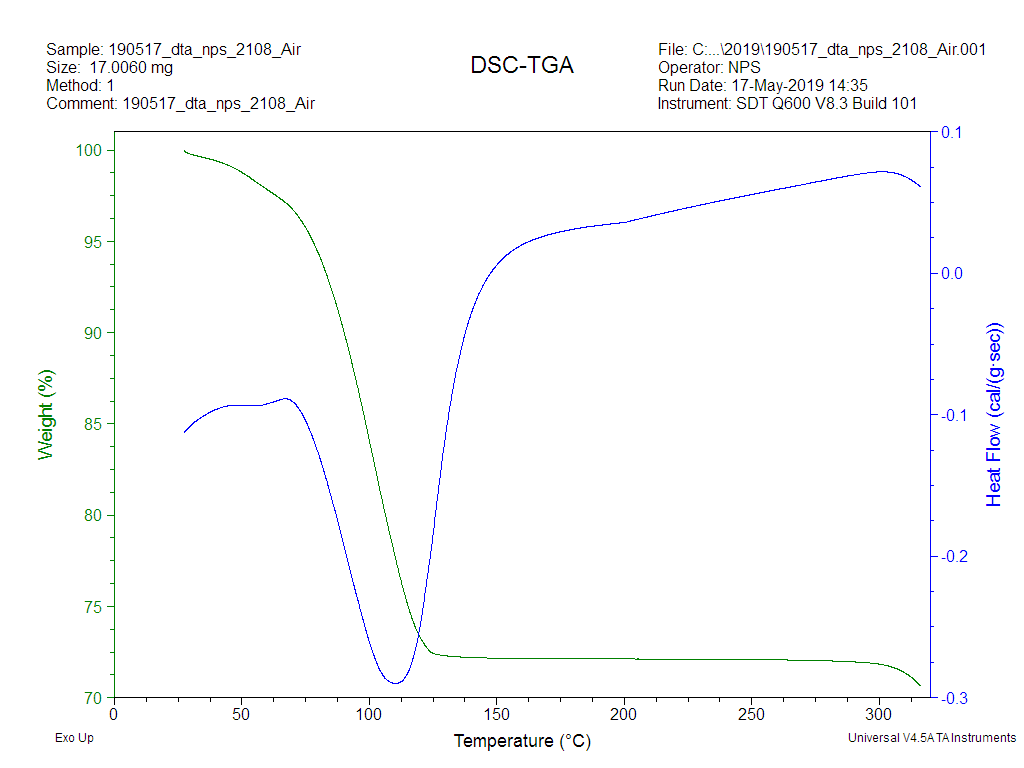 Sample: 190517_dta_nps_2108_Air
Size:  17.0060 mg
Method: 1
Comment: 190517_dta_nps_2108_Air
DSC-TGA
File: C:...\2019\190517_dta_nps_2108_Air.001
Operator: NPS
Run Date: 17-May-2019 14:35
Instrument: SDT Q600 V8.3 Build 101
100
95
90
85
80
75
70
Weight (%)
0.1
0.0
-0.1
-0.2
-0.3
Heat Flow (cal/(g·sec))
0
50
100
150
200
250
300
Temperature (°C)
Exo Up
Universal V4.5A TA Instruments